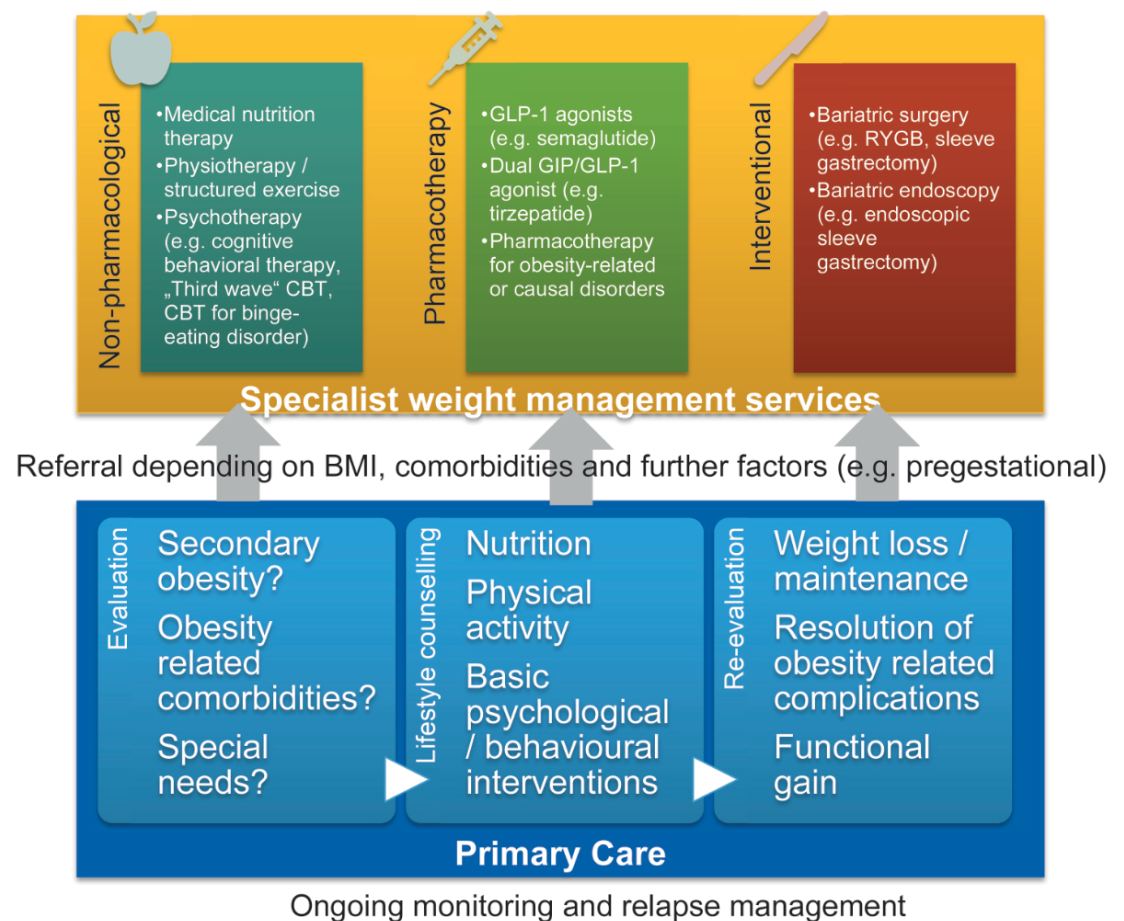 Non-pharmacological
•Medical nutrition
therapy
•Physiotherapy /
structured exercise
•Psychotherapy
(e.g. cognitive
behavioral therapy,
„Third wave“ CBT,
CBT for binge-
eating disorder)
Pharmacotherapy
•GLP-1 agonists
(e.g. semaglutide)
•Dual GIP/GLP-1
agonist (e.g.
tirzepatide)
•Pharmacotherapy
for obesity-related
or causal disorders
Interventional
•Bariatric surgery
(e.g. RYGB, sleeve
gastrectomy)
•Bariatric endoscopy
(e.g. endoscopic
sleeve
gastrectomy)
Specialist weight management services
Referral depending on BMI, comorbidities and further factors (e.g. pregestational)
Evaluation
Secondary
obesity?
Obesity
related
comorbidities?
Special
needs?
Lifestyle counselling
Nutrition
Physical
activity
Basic
psychological
/ behavioural
interventions
Re-evaluation
Weight loss /
maintenance
Resolution of
obesity related
complications
Functional
gain
Primary Care
Ongoing monitoring and relapse management